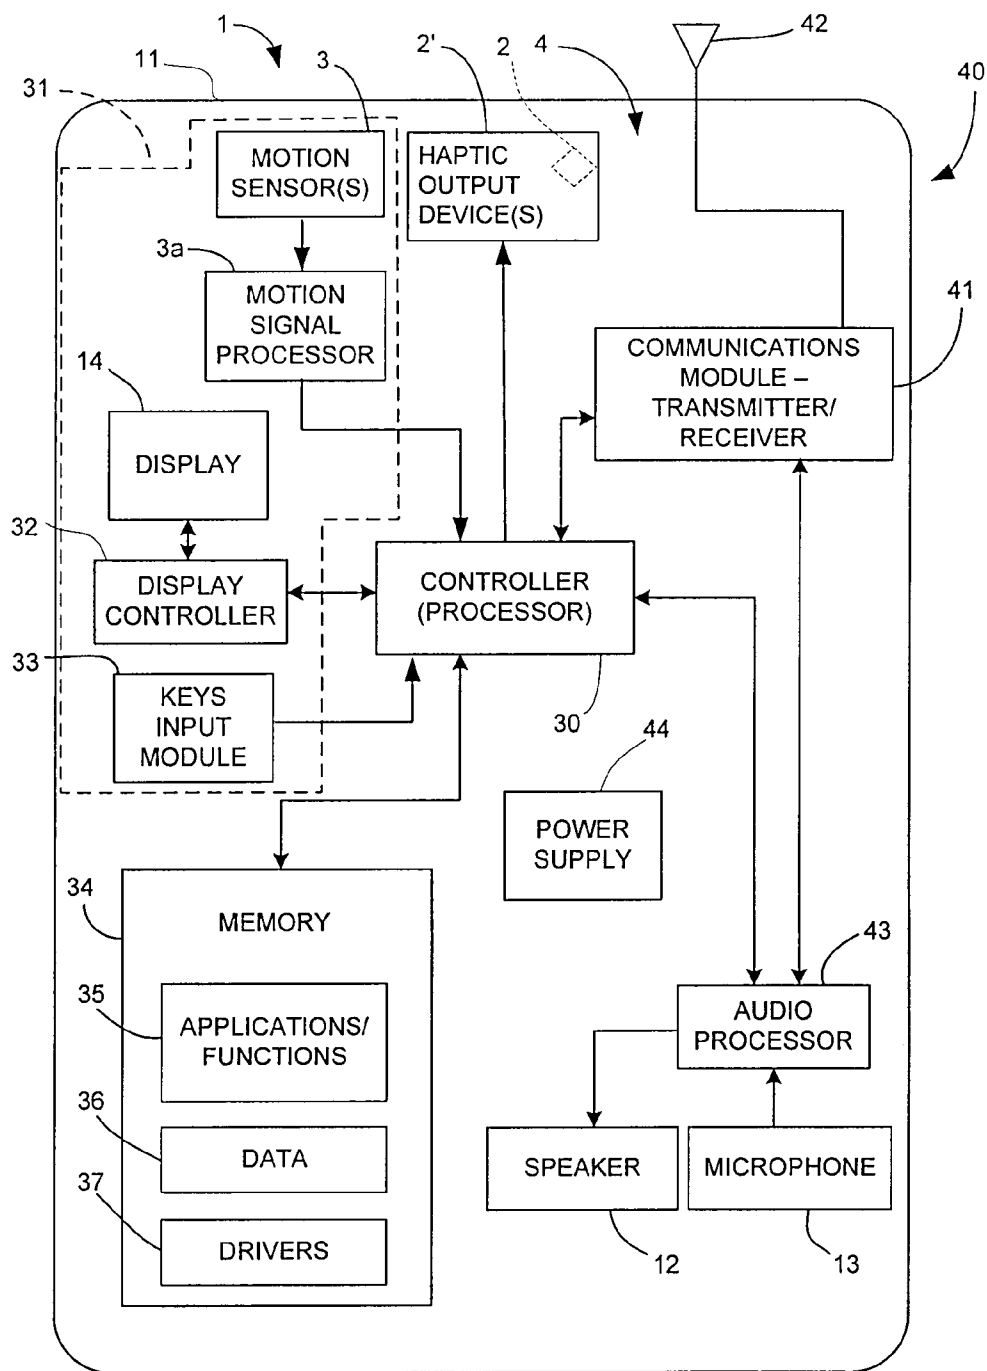 1
2'
2
4
42
11
3
40
31
MOTION
SENSOR(S)
HAPTIC
OUTPUT
DEVICE(S)
3a
MOTION
SIGNAL
PROCESSOR
41
COMMUNICATIONS
MODULE –
TRANSMITTER/
RECEIVER
14
DISPLAY
32
DISPLAY
CONTROLLER
CONTROLLER
(PROCESSOR)
33
KEYS
INPUT
MODULE
30
44
POWER
SUPPLY
34
MEMORY
43
35
APPLICATIONS/
FUNCTIONS
AUDIO
PROCESSOR
36
DATA
SPEAKER
MICROPHONE
37
DRIVERS
12
13